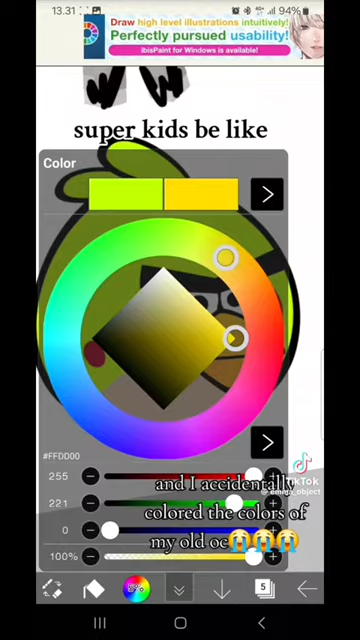 13.31
94%
Draw high level illustrations intuitively!
Perfectly pursued usability!
ibisPaint for Windows is available!
super kids be like
Color
#FFDD00
255
221
0
100%
and I accidentally
colored the colors of
my old oc😭😭😭
TikTok
5